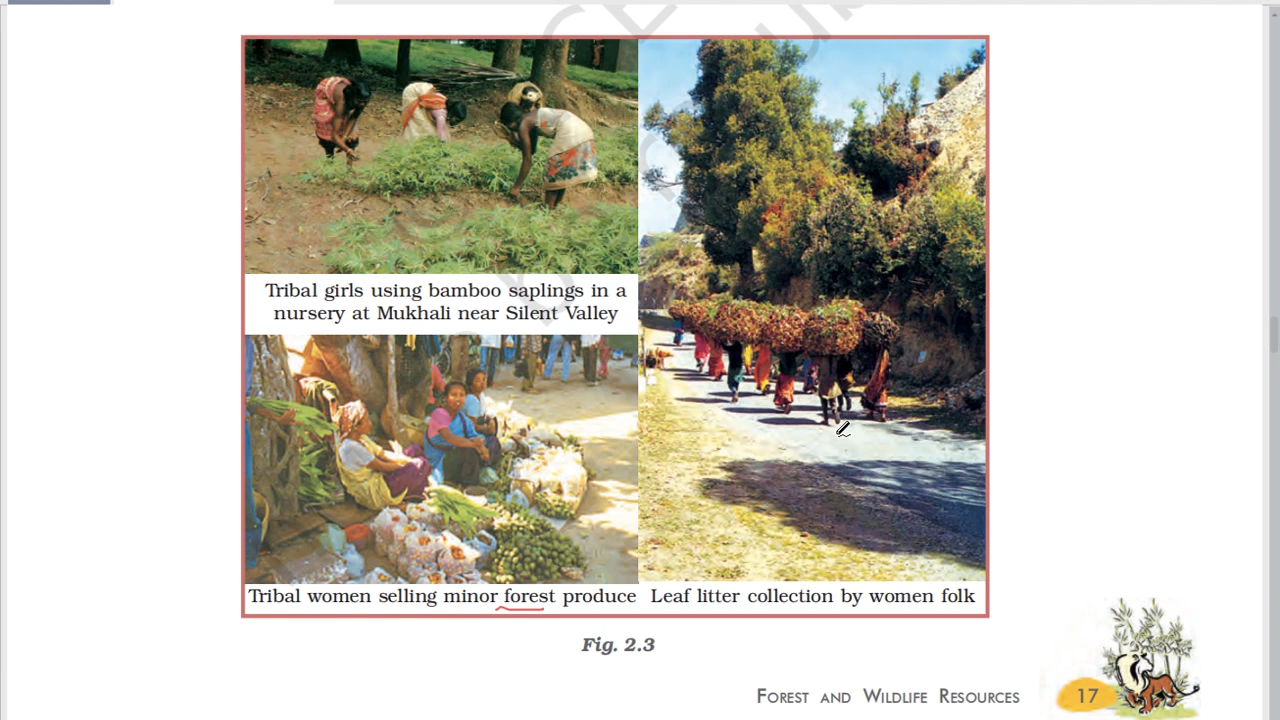 Tribal girls using bamboo saplings in a
nursery at Mukhali near Silent Valley
Tribal women selling minor forest produce
Leaf litter collection by women folk
Fig. 2.3
FOREST AND WILDLIFE RESOURCES
17